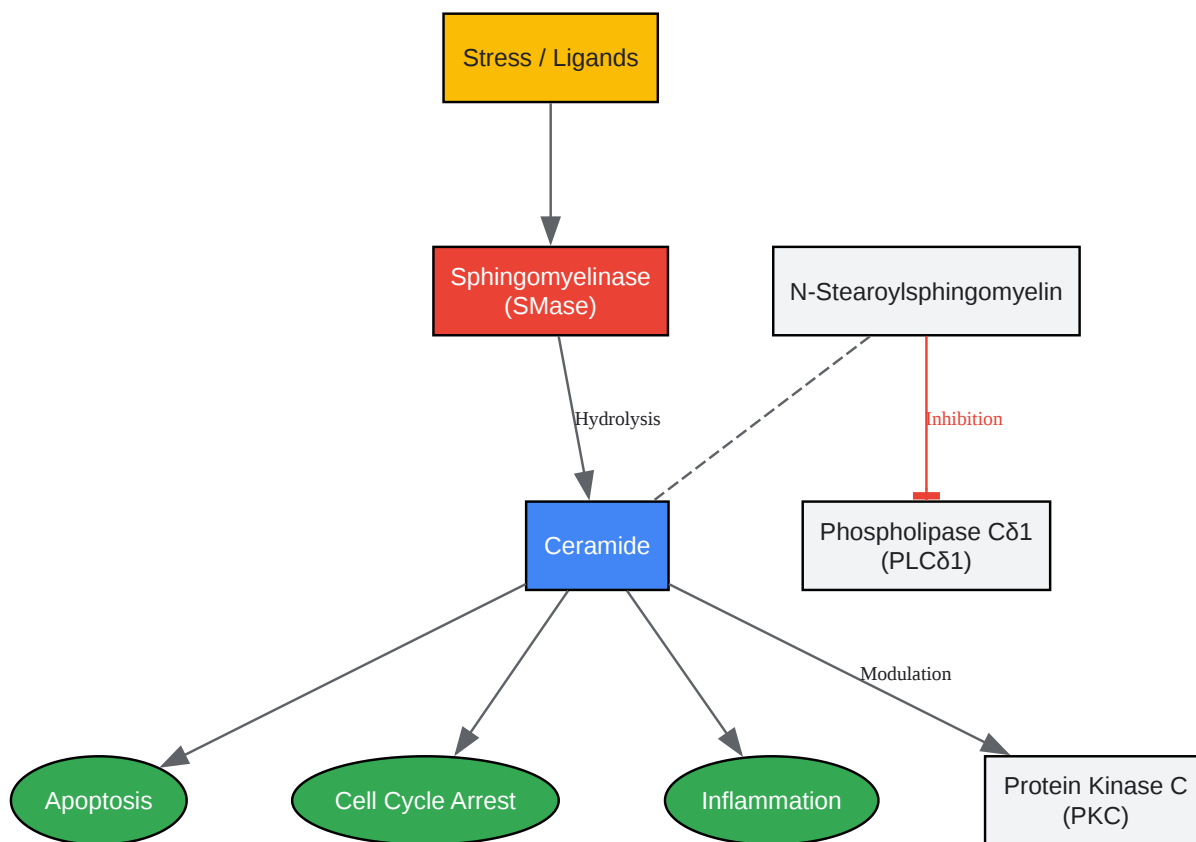 Stress / Ligands
Sphingomyelinase
(SMase)
N-Stearoylsphingomyelin
Hydrolysis
Inhibition
Ceramide
Phospholipase Cδ1
(PLCδ1)
Modulation
Apoptosis
Cell Cycle Arrest
Inflammation
Protein Kinase C
(PKC)